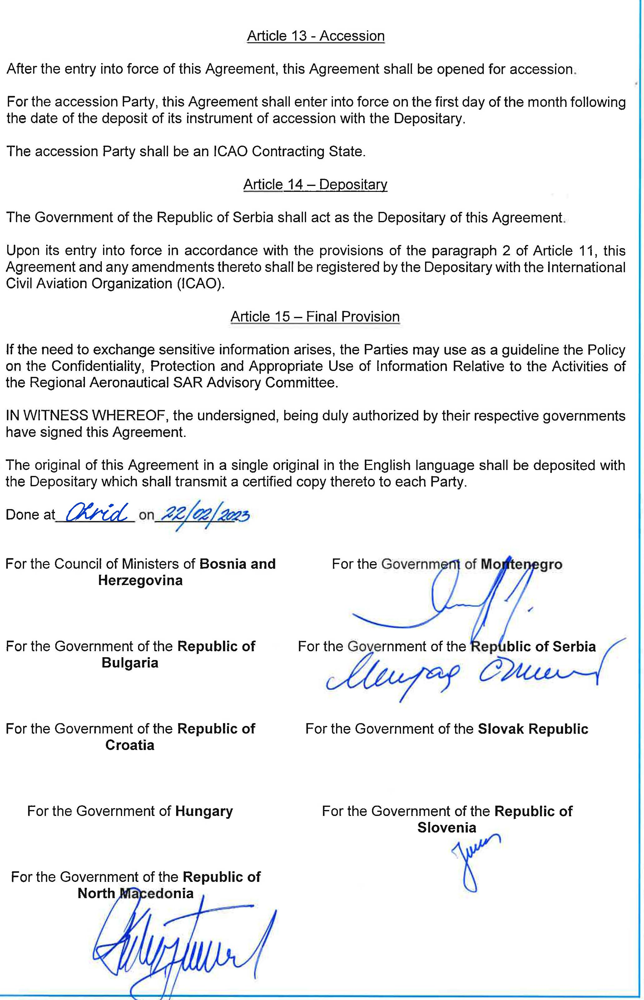 Article 13 - Accession
After the entry into force of this Agreement, this Agreement shall be opened for accession.
For the accession Party, this Agreement shall enter into force on the first day of the month following
the date of the deposit of its instrument of accession with the Depositary.
The accession Party shall be an ICAO Contracting State.
Article 14 – Depositary
The Government of the Republic of Serbia shall act as the Depositary of this Agreement.
Upon its entry into force in accordance with the provisions of the paragraph 2 of Article 11, this
Agreement and any amendments thereto shall be registered by the Depositary with the International
Civil Aviation Organization (ICAO).
Article 15 – Final Provision
If the need to exchange sensitive information arises, the Parties may use as a guideline the Policy
on the Confidentiality, Protection and Appropriate Use of Information Relative to the Activities of
the Regional Aeronautical SAR Advisory Committee.
IN WITNESS WHEREOF, the undersigned, being duly authorized by their respective governments
have signed this Agreement.
The original of this Agreement in a single original in the English language shall be deposited with
the Depositary which shall transmit a certified copy thereto to each Party.
Done at Ohrid on 22/02/2023
For the Council of Ministers of Bosnia and
Herzegovina
For the Government of Montenegro
For the Government of the Republic of
Bulgaria
For the Government of the Republic of Serbia
For the Government of the Republic of
Croatia
For the Government of the Slovak Republic
For the Government of Hungary
For the Government of the Republic of
Slovenia
For the Government of the Republic of
North Macedonia